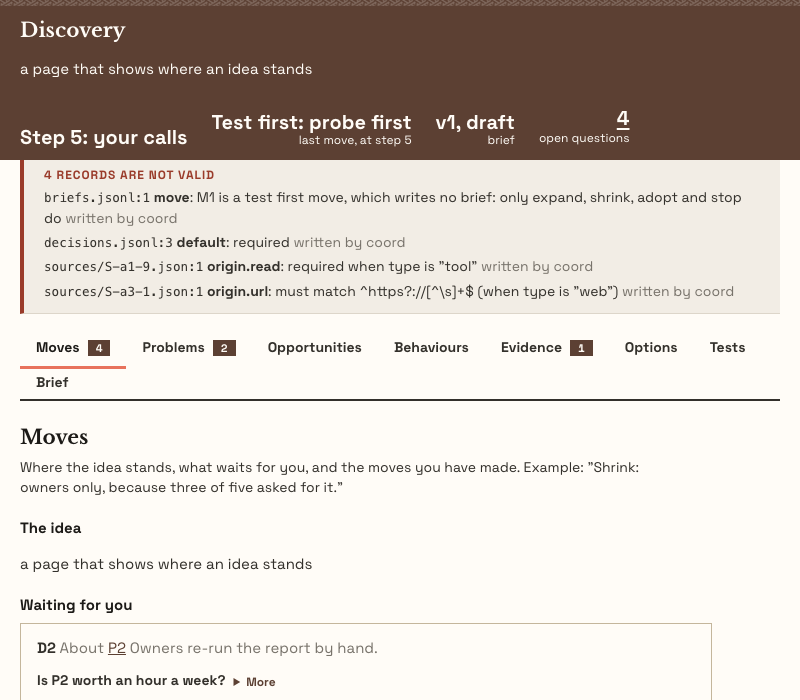 Discovery
a page that shows where an idea stands
Step 5: your calls
Test first: probe first
last move, at step 5
v1, draft
brief
4
open questions
4 RECORDS ARE NOT VALID
briefs.jsonl:1 move: M1 is a test first move, which writes no brief: only expand, shrink, adopt and stop
do written by coord
decisions.jsonl:3 default: required written by coord
sources/S-a1-9.json:1 origin.read: required when type is ”tool” written by coord
sources/S-a3-1.json:1 origin.url: must match ^https?://[^\s]+$ (when type is ”web”) written by coord
Moves 4 Problems 2 Opportunities Behaviours Evidence 1 Options Tests
Brief
Moves
Where the idea stands, what waits for you, and the moves you have made. Example: ”Shrink:
owners only, because three of five asked for it.”
The idea
a page that shows where an idea stands
Waiting for you
D2 About P2 Owners re-run the report by hand.
Is P2 worth an hour a week? ▶ More